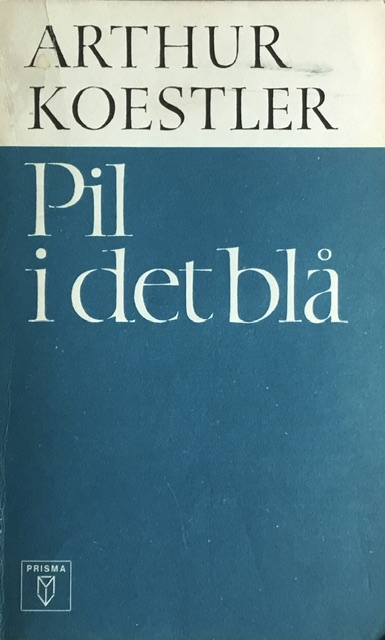 ARTHUR
KOESTLER
Pil
i det blå
PRISMA